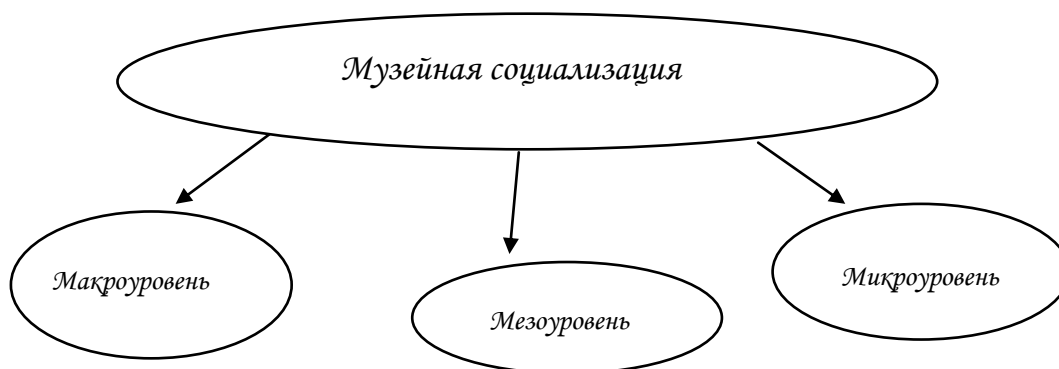 Музейная социализация
Макроуровень
Мезоуровень
Микроуровень